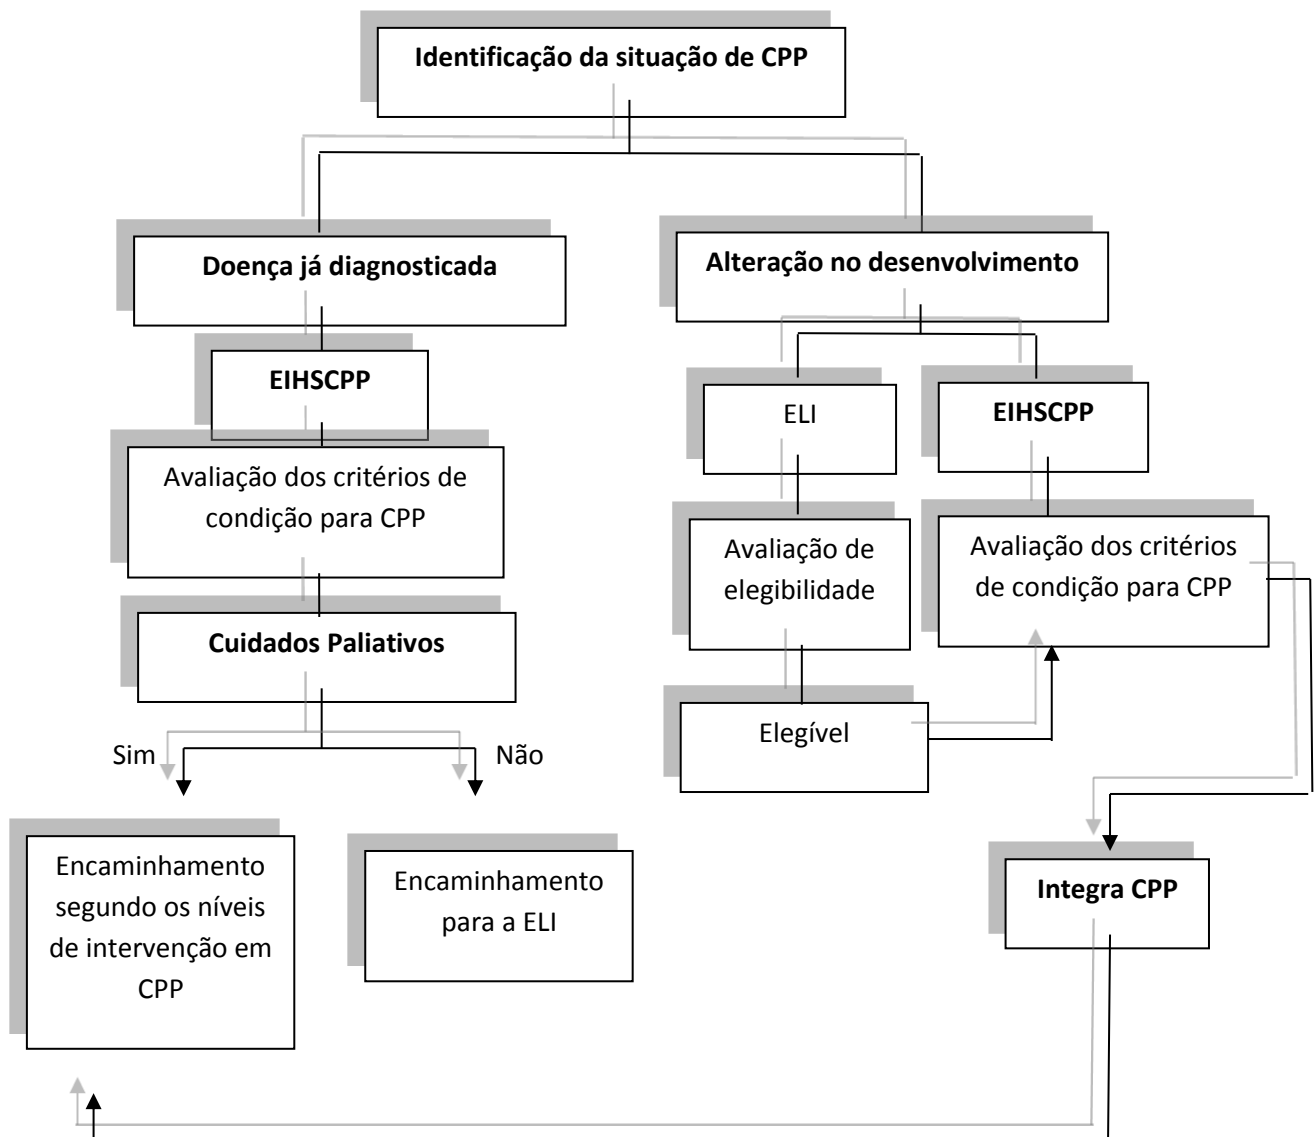 Identificação da situação de CPP
Doença já diagnosticada
Alteração no desenvolvimento
EIHSCPP
ELI
EIHSCPP
Avaliação dos critérios de
condição para CPP
Avaliação de
elegibilidade
Avaliação dos critérios
de condição para CPP
Cuidados Paliativos
Elegível
Sim
Não
Encaminhamento
segundo os níveis
de intervenção em
CPP
Encaminhamento
para a ELI
Integra CPP